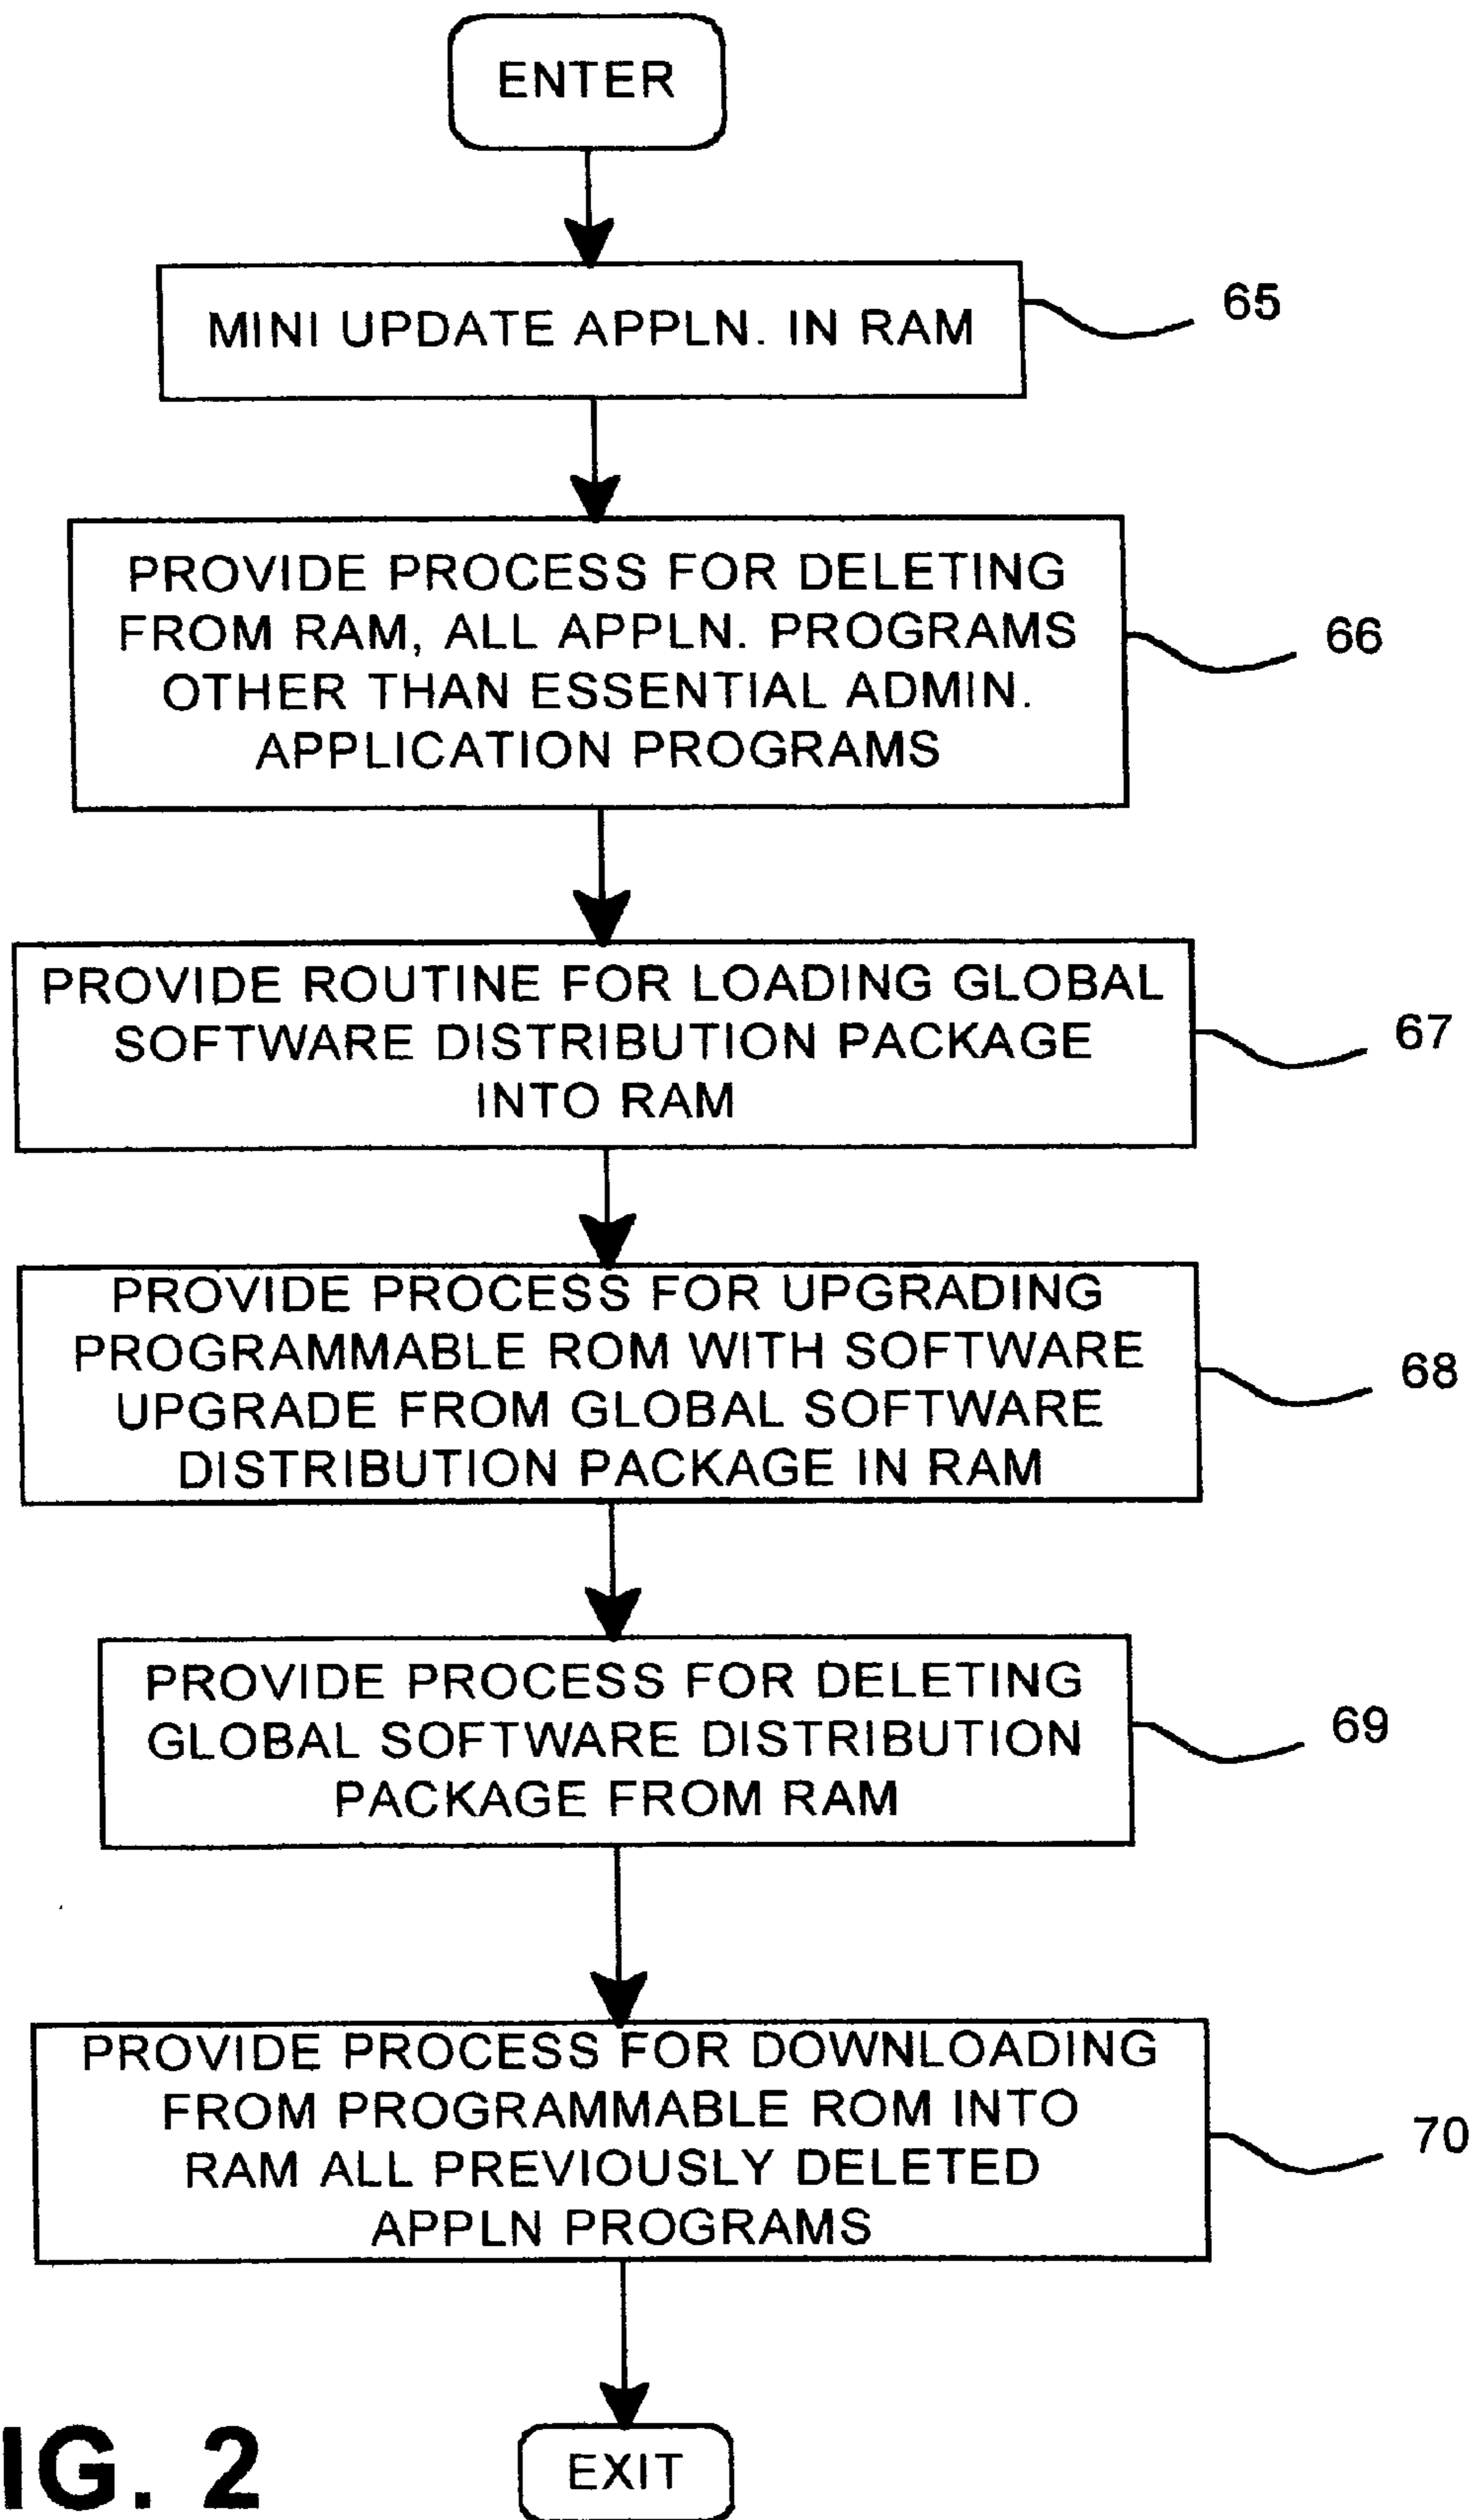 ENTER
MINI UPDATE APPLN. IN RAM
65
PROVIDE PROCESS FOR DELETING
FROM RAM, ALL APPLN. PROGRAMS
OTHER THAN ESSENTIAL ADMIN.
APPLICATION PROGRAMS
66
PROVIDE ROUTINE FOR LOADING GLOBAL
SOFTWARE DISTRIBUTION PACKAGE
INTO RAM
67
PROVIDE PROCESS FOR UPGRADING
PROGRAMMABLE ROM WITH SOFTWARE
UPGRADE FROM GLOBAL SOFTWARE
DISTRIBUTION PACKAGE IN RAM
68
PROVIDE PROCESS FOR DELETING
GLOBAL SOFTWARE DISTRIBUTION
PACKAGE FROM RAM
69
PROVIDE PROCESS FOR DOWNLOADING
FROM PROGRAMMABLE ROM INTO
RAM ALL PREVIOUSLY DELETED
APPLN PROGRAMS
70
EXIT
IG. 2